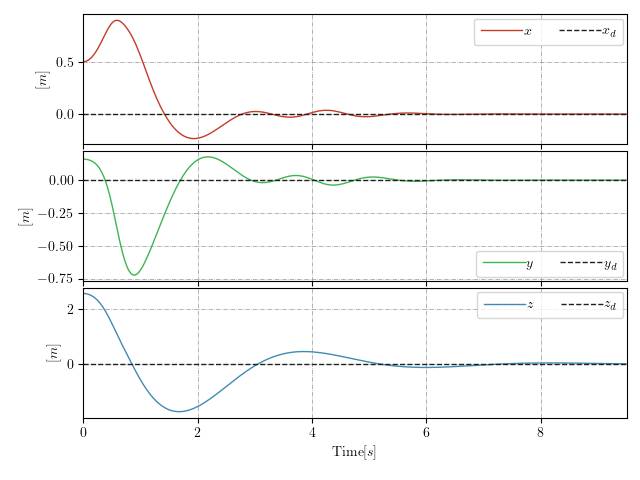 x x_d
0.5
0.0
[m]
0.00
−0.25
−0.50
−0.75
[m]
y y_d
z z_d
2
0
[m]
0 2 4 6 8
Time[s]